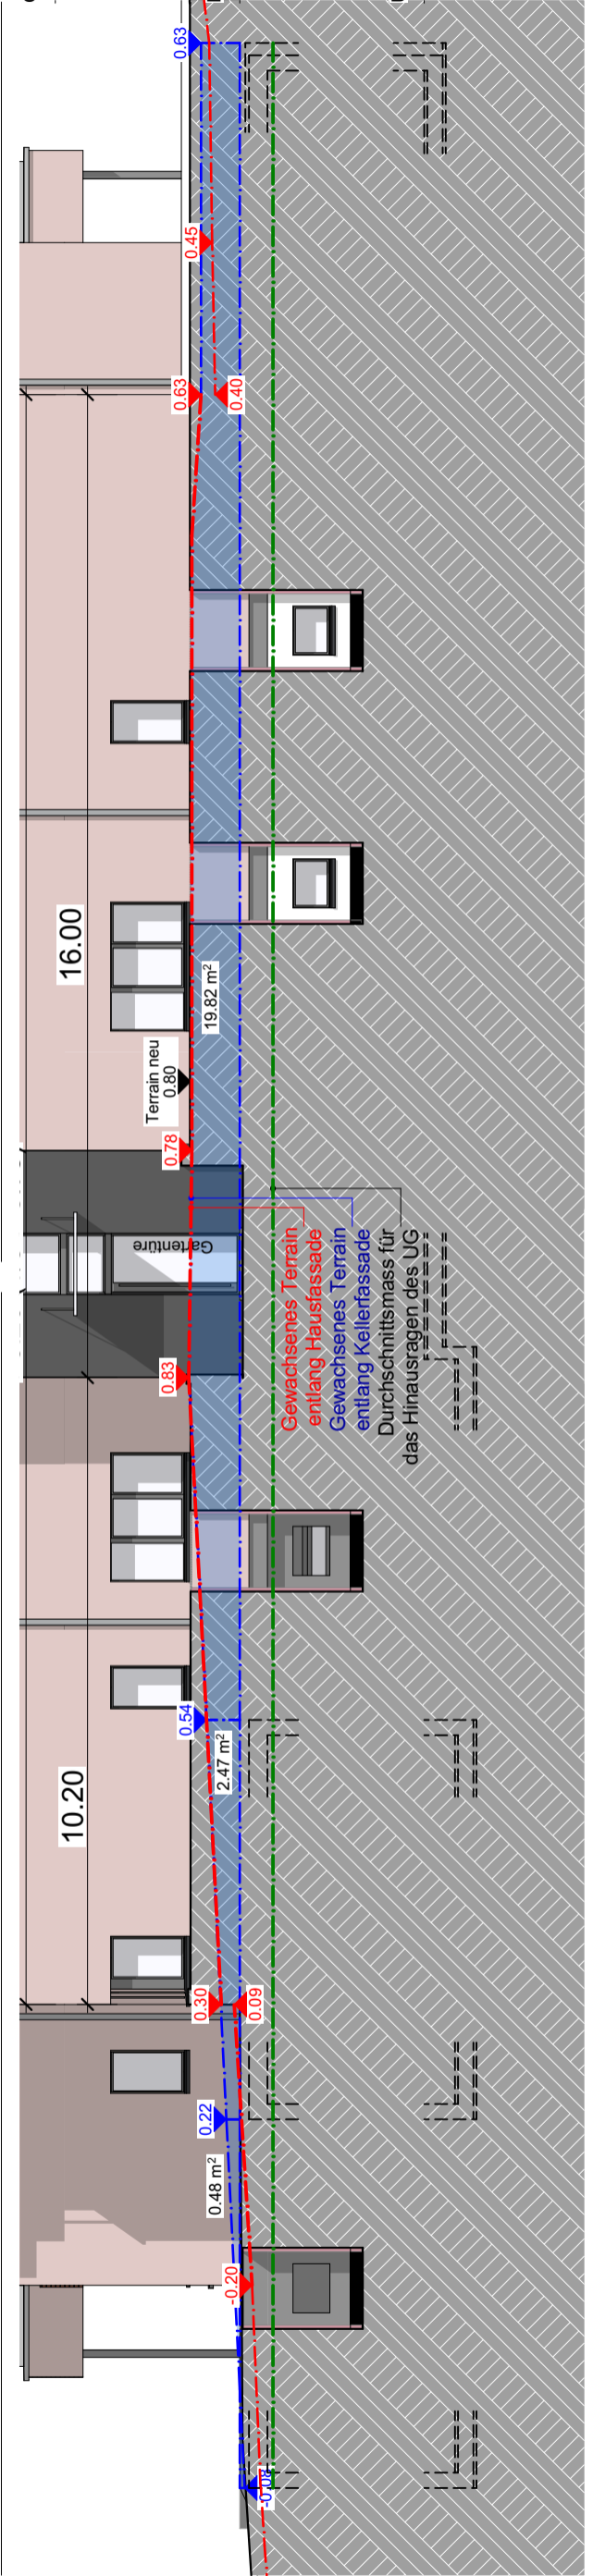 0.63
0.45
0.63
0.40
16.00
19.82 m²
Terrain neu
0.80
0.78
Gartentüre
Gewachsenes Terrain
entlang Hausfassade
Gewachsenes Terrain
entlang Kellerfassade
Durchschnittsmass für
das Hinausragen des UG
0.83
0.54
2.47 m²
10.20
0.30
0.09
0.22
0.48 m²
-0.20
-0.08